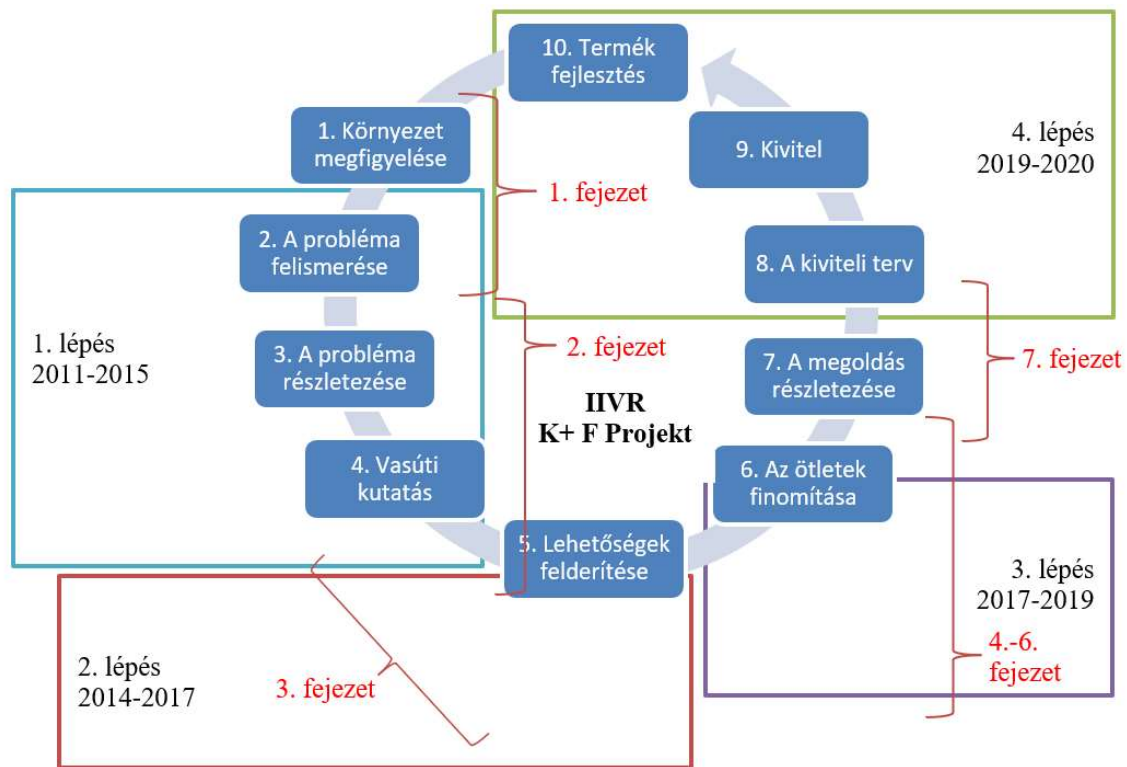 10. Termék
fejlesztés
1. Környezet
megfigyelése
9. Kivitel
4. lépés
2019-2020
1. fejezet
2. A probléma
felismerése
8. A kiviteli terv
1. lépés
2011-2015
3. A probléma
részletezése
2. fejezet
7. A megoldás
részletezése
7. fejezet
IIVR
K+ F Projekt
4. Vasúti
kutatás
6. Az ötletek
finomítása
5. Lehetőségek
felderítése
3. lépés
2017-2019
2. lépés
2014-2017
3. fejezet
4.-6.
fejezet